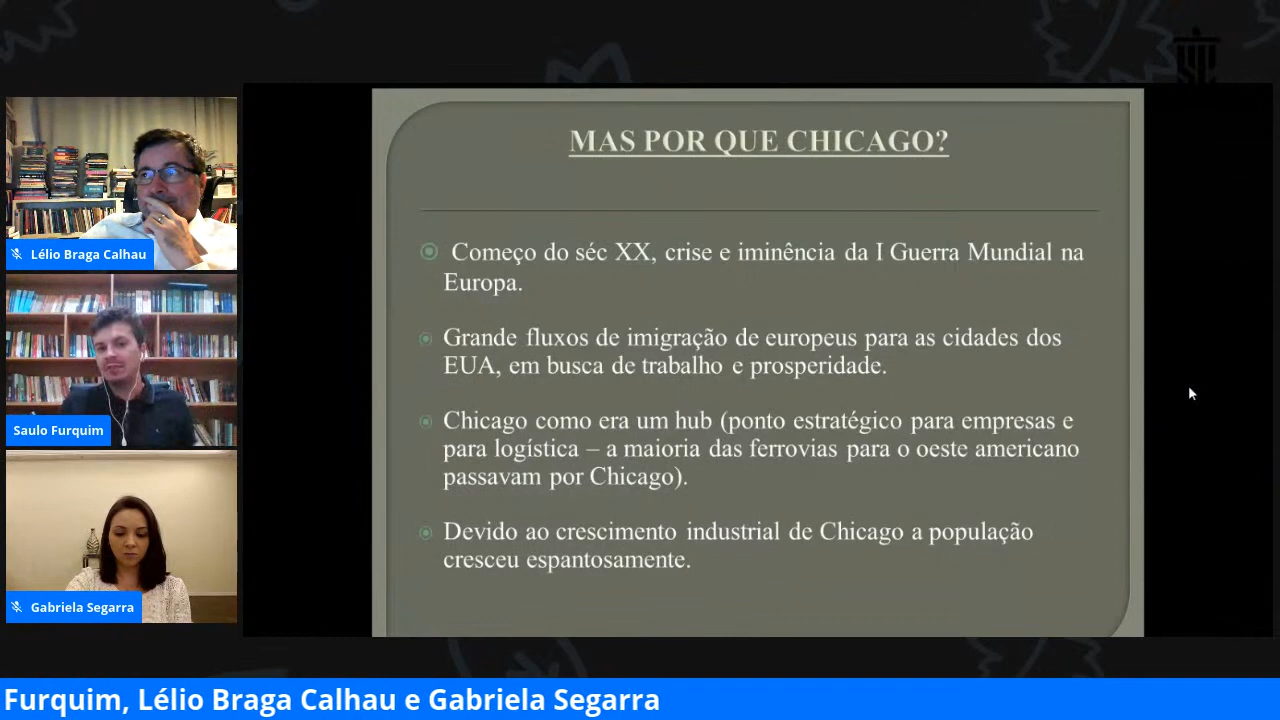 MAS POR QUE CHICAGO?
Começo do séc XX, crise e iminência da I Guerra Mundial na
Europa.
Grande fluxos de imigração de europeus para as cidades dos
EUA, em busca de trabalho e prosperidade.
Chicago como era um hub (ponto estratégico para empresas e
para logística – a maioria das ferrovias para o oeste americano
passavam por Chicago).
Devido ao crescimento industrial de Chicago a população
cresceu espantosamente.
Lélio Braga Calhau
Saulo Furquim
Gabriela Segarra
Furquim, Lélio Braga Calhau e Gabriela Segarra